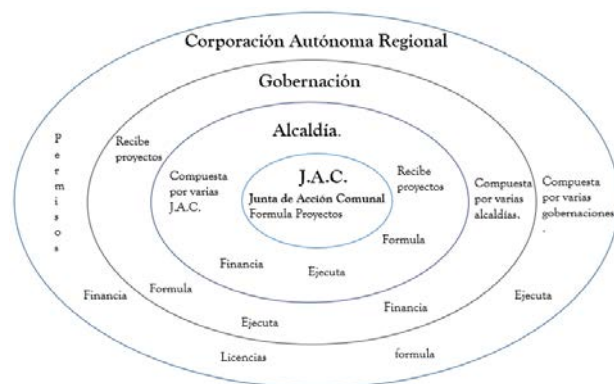 Corporación Autónoma Regional
Gobernación
Alcaldía.
J.A.C.
Junta de Acción Comunal
Formula Proyectos
permisos
Recibe
proyectos
Compuesta
por varias
J.A.C.
Recibe
proyectos
Compuesta
por varias
alcaldías.
Compuesta
por varias
gobernaciones
.
Formula
Financia
Ejecuta
Financia
Formula
Financia
Ejecuta
Ejecuta
Licencias
formula